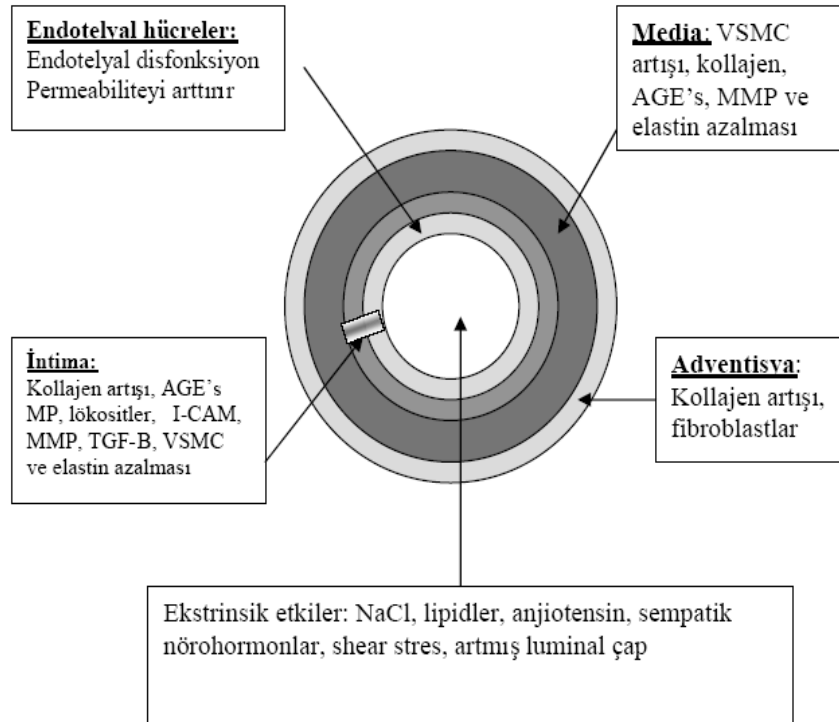 Endotelyal hücreler:
Endotelyal disfonksiyon
Permeabiliteyi arttırır
Media: VSMC
artışı, kollajen,
AGE's, MMP ve
elastin azalması
İntima:
Kollajen artışı, AGE's
MP, lökositler, I-CAM,
MMP, TGF-B, VSMC
ve elastin azalması
Adventisva:
Kollajen artışı,
fibroblastlar
Ekstrinsik etkiler: NaCl, lipidler, anjiotensin, sempatik
nörohormonlar, shear stres, artmış luminal çap